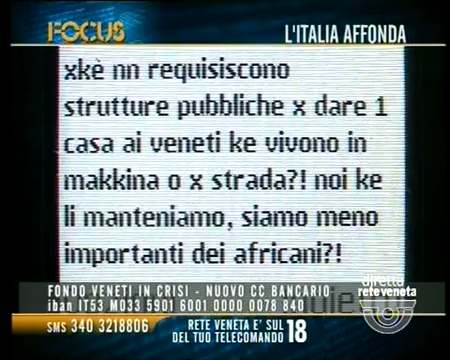 FOCUS
L'ITALIA AFFONDA
xkè nn requisiscono
strutture pubbliche x dare 1
casa ai veneti ke vivono in
makkina o x strada?! noi ke
li manteniamo, siamo meno
importanti dei africani?!
diretta
reteveneta
FONDO VENETI IN CRISI - NUOVO CC BANCARIO
iban IT53 M033 5901 6001 0000 0078 840
SMS 340 3218806
RETE VENETA E' SUL 18
DEL TUO TELECOMANDO